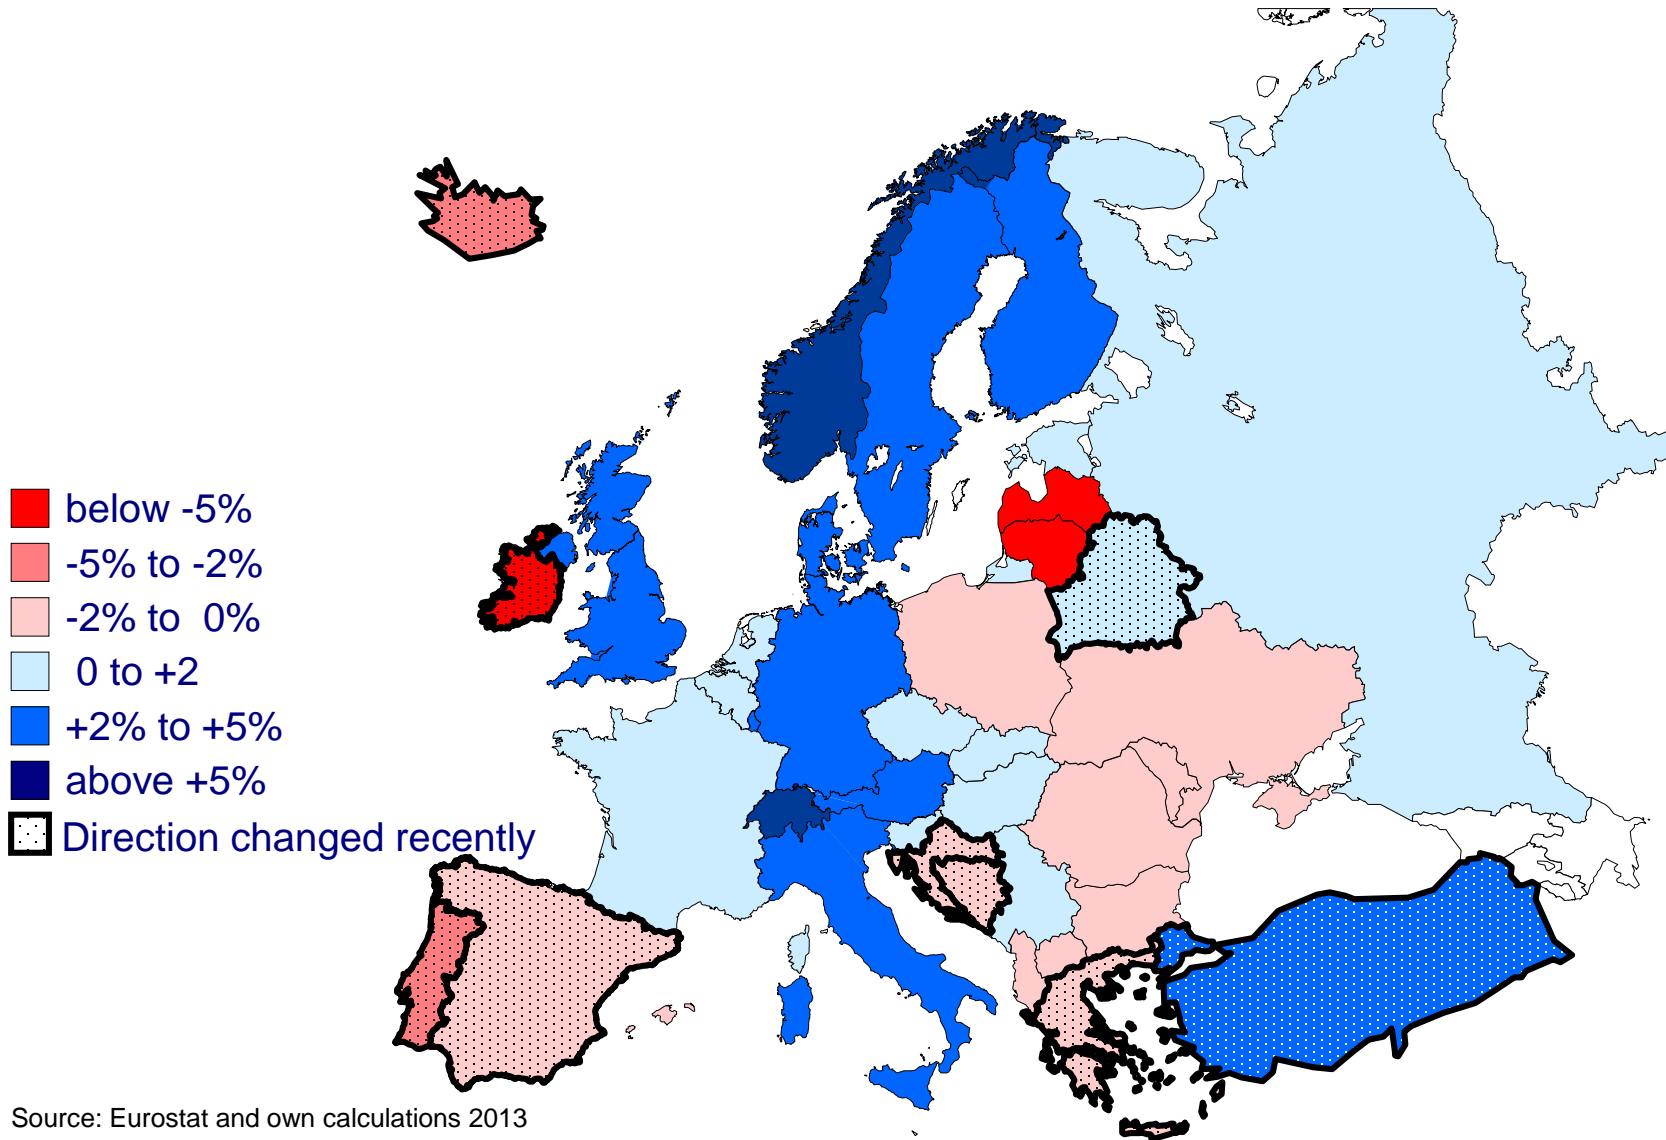 below -5%
-5% to -2%
-2% to 0%
0 to +2
+2% to +5%
above +5%
Direction changed recently
Source: Eurostat and own calculations 2013